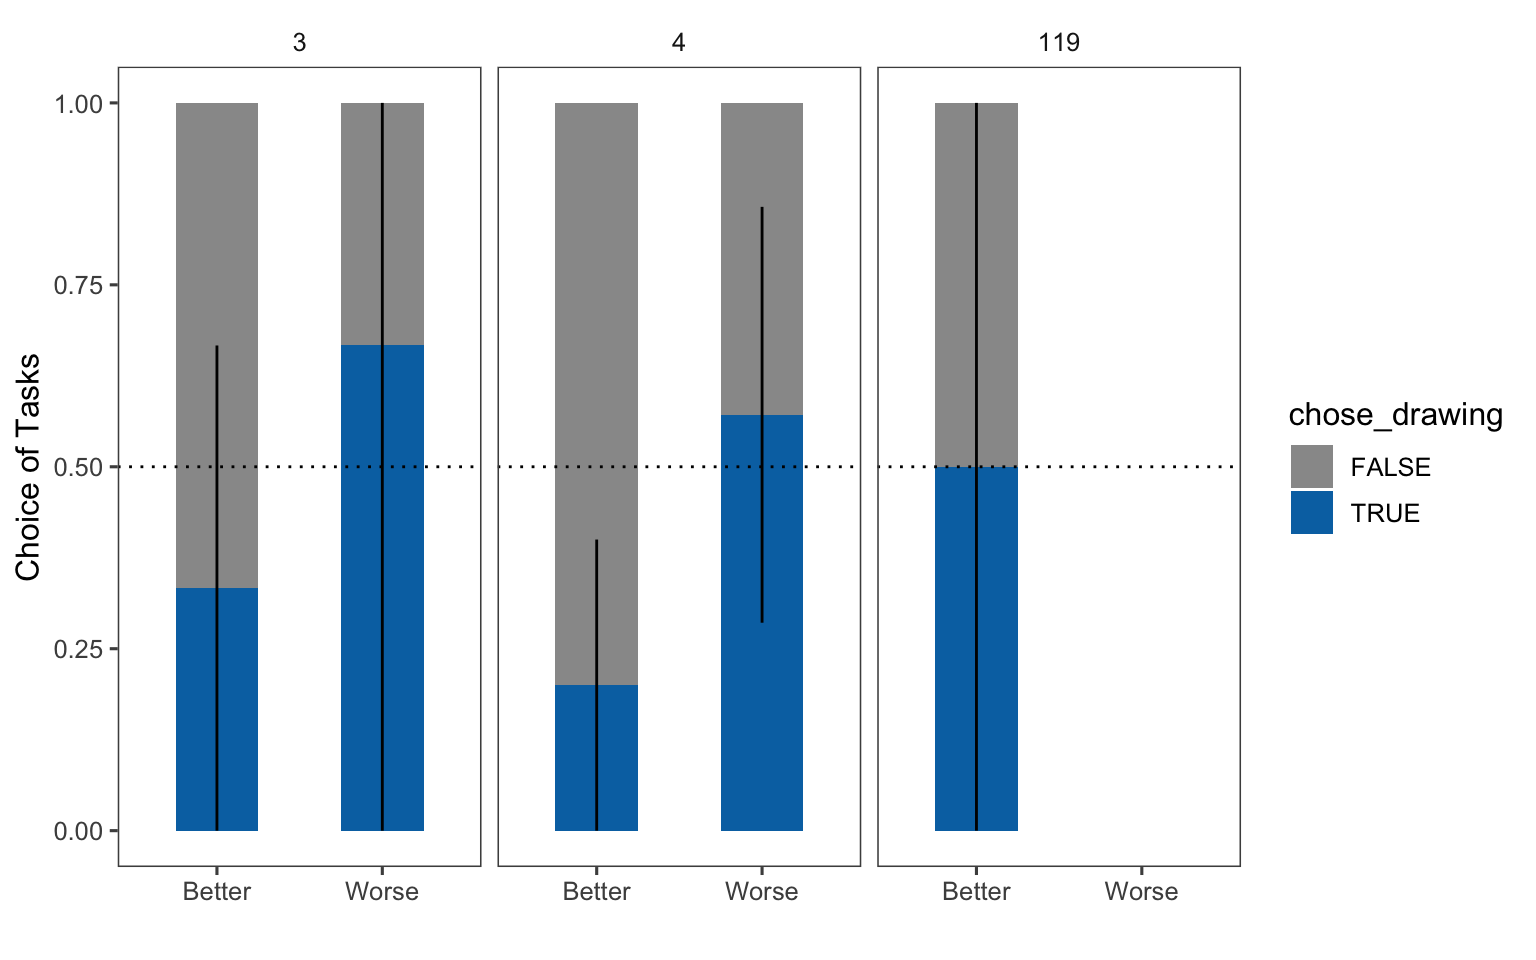 3
4
119
Choice of Tasks
1.00
0.75
0.50
0.25
0.00
Better
Worse
Better
Worse
Better
Worse
chose_drawing
FALSE
TRUE